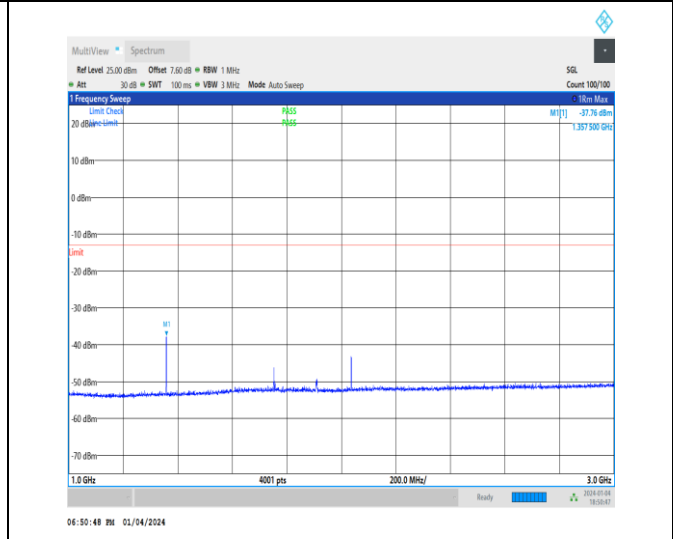 MultiView Spectrum
Ref Level 25.00 dBm Offset 7.60 dB RBW 1 MHz SGL
Att 30 dB SWT 100 ms VBW 3 MHz Mode Auto Sweep Count 100/100
1 Frequency Sweep 1Rm Max
Limit Check PASS M1[1] -37.76 dBm
20 dBm Line Limit PASS 1.357 500 GHz
10 dBm
0 dBm
-10 dBm
Limit
-20 dBm
-30 dBm
M1
-40 dBm
-50 dBm
-60 dBm
-70 dBm
1.0 GHz 4001 pts 200.0 MHz/ 3.0 GHz
Ready 2024-01-04
18:50:47
06:50:48 PM 01/04/2024